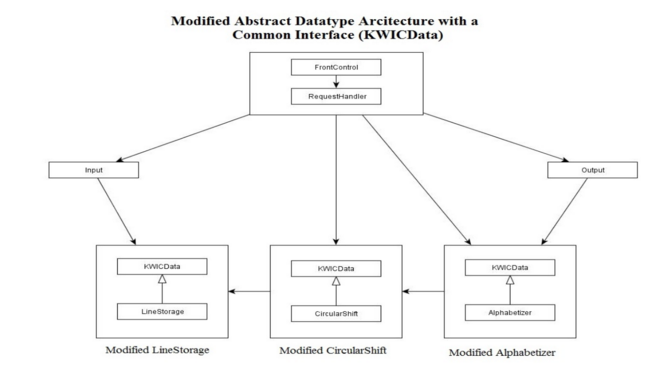 Modified Abstract Datatype Arcitecture with a
Common Interface (KWICData)
FrontControl
RequestHandler
Input
Output
KWICData
LineStorage
KWICData
CircularShift
KWICData
Alphabetizer
Modified LineStorage
Modified CircularShift
Modified Alphabetizer